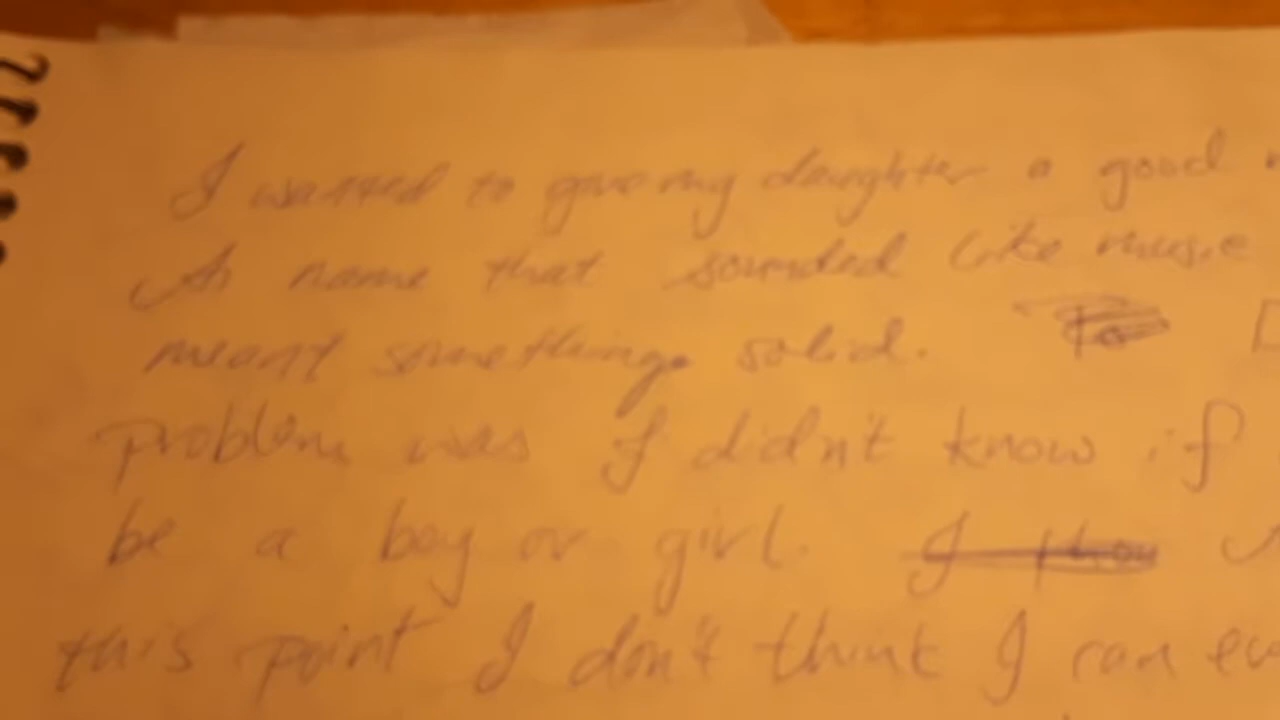 I wanted to give my daughter a good
A name that sounded like music
meant something solid.
problem was I didn't know if
be a boy or girl.
this point I don't think I can